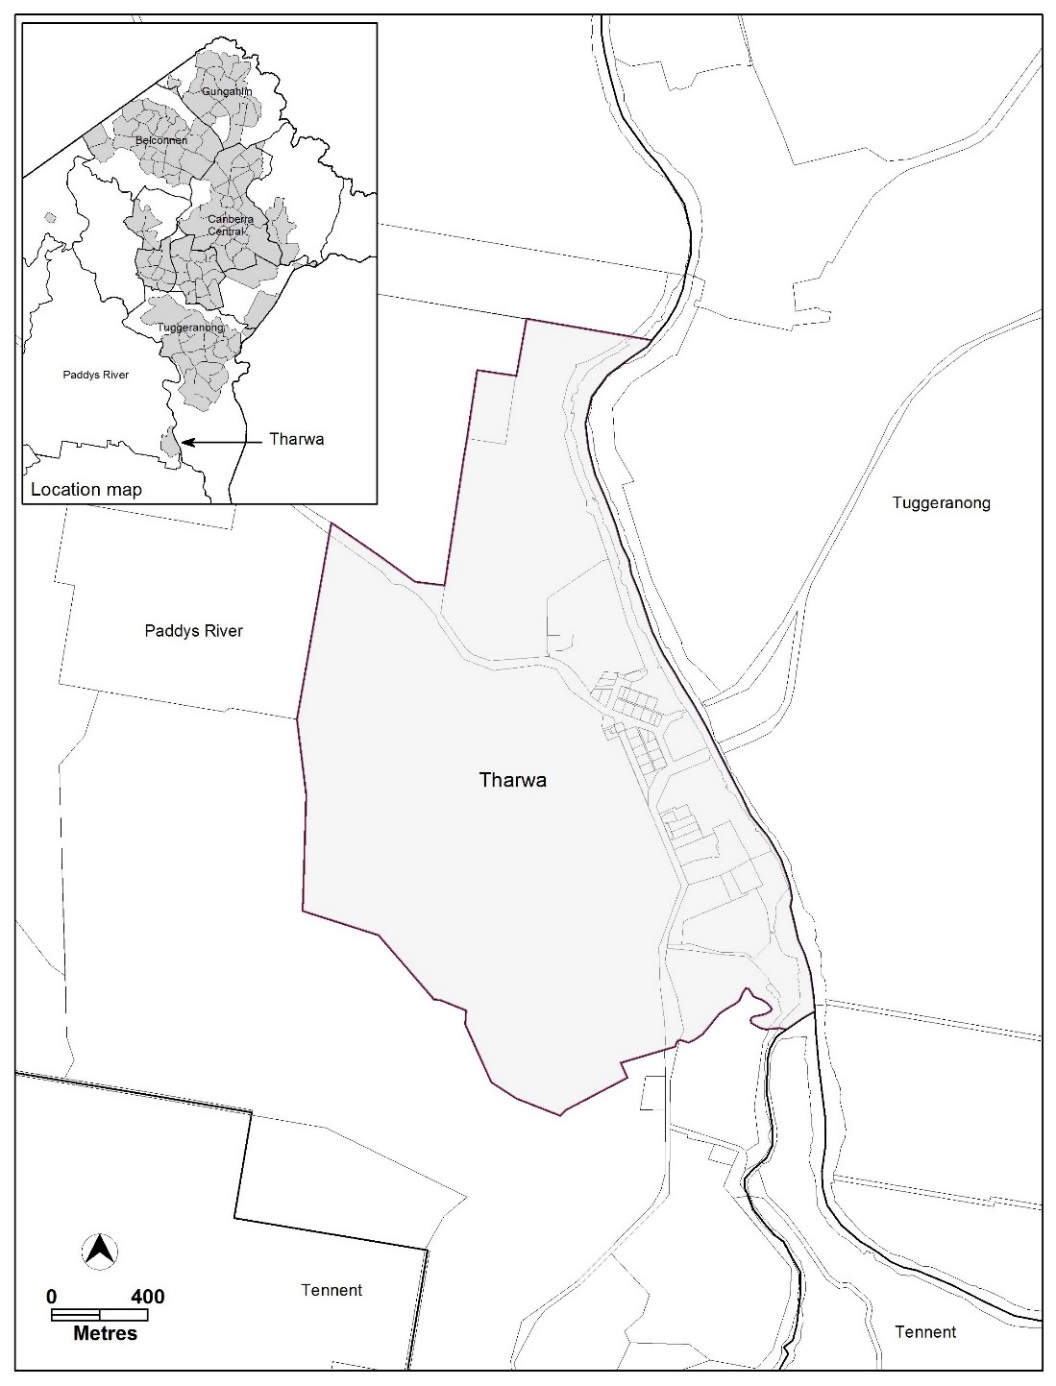 Gungahlin
Belconnen
Canberra
Central
Tuggeranong
Paddys River
Tharwa
Location map
Tuggeranong
Paddys River
Tharwa
Tennent
0 400
Metres
Tennent